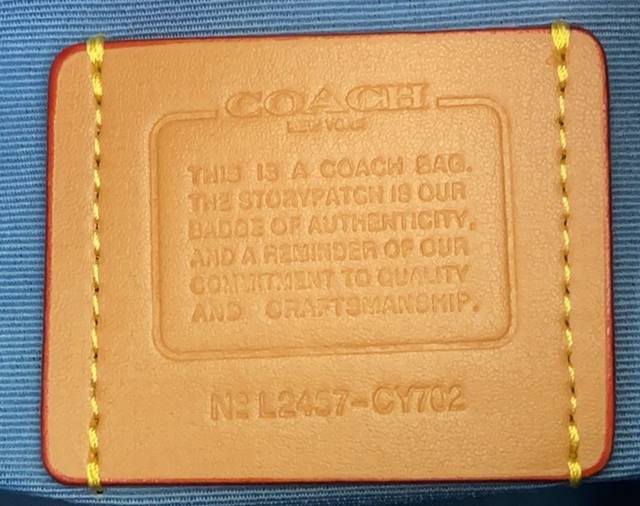 COACH
NEW YORK
THIS IS A COACH BAG.
THE STORYPATCH IS OUR
BADGE OF AUTHENTICITY,
AND A REMINDER OF OUR
COMMITMENT TO QUALITY
AND CRAFTSMANSHIP.
Nº L2457-CY702